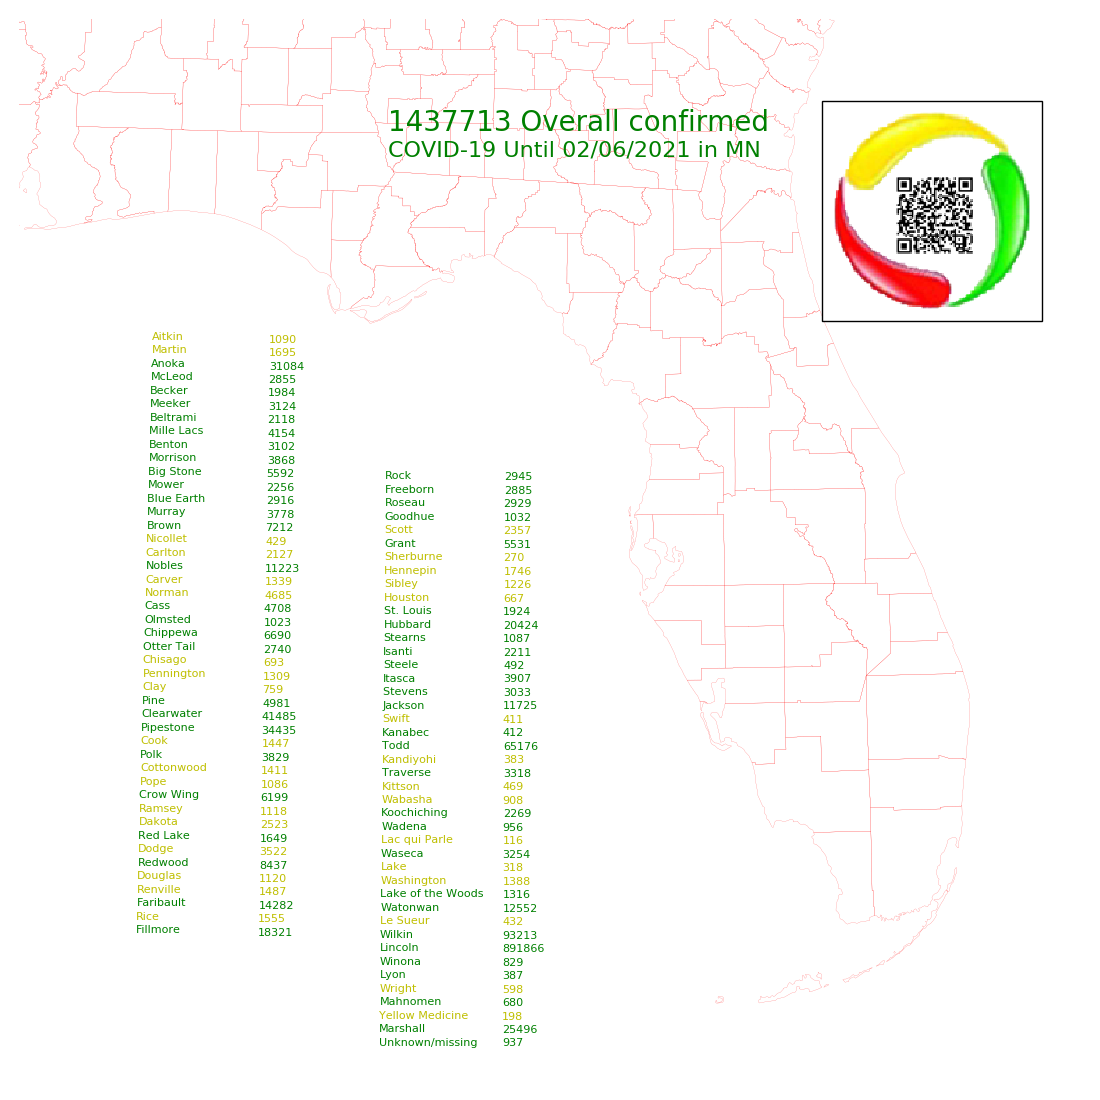 1437713 Overall confirmed
COVID-19 Until 02/06/2021 in MN
Aitkin 1090
Martin 1695
Anoka 31084
McLeod 2855
Becker 1984
Meeker 3124
Beltrami 2118
Mille Lacs 4154
Benton 3102
Morrison 3868
Big Stone 5592
Mower 2256
Blue Earth 2916
Murray 3778
Brown 7212
Nicollet 429
Carlton 2127
Nobles 11223
Carver 1339
Norman 4685
Cass 4708
Olmsted 1023
Chippewa 6690
Otter Tail 2740
Chisago 693
Pennington 1309
Clay 759
Pine 4981
Clearwater 41485
Pipestone 34435
Cook 1447
Polk 3829
Cottonwood 1411
Pope 1086
Crow Wing 6199
Ramsey 1118
Dakota 2523
Red Lake 1649
Dodge 3522
Redwood 8437
Douglas 1120
Renville 1487
Faribault 14282
Rice 1555
Fillmore 18321
Rock 2945
Freeborn 2885
Roseau 2929
Goodhue 1032
Scott 2357
Grant 5531
Sherburne 270
Hennepin 1746
Sibley 1226
Houston 667
St. Louis 1924
Hubbard 20424
Stearns 1087
Isanti 2211
Steele 492
Itasca 3907
Stevens 3033
Jackson 11725
Swift 411
Kanabec 412
Todd 65176
Kandiyohi 383
Traverse 3318
Kittson 469
Wabasha 908
Koochiching 2269
Wadena 956
Lac qui Parle 116
Waseca 3254
Lake 318
Washington 1388
Lake of the Woods 1316
Watonwan 12552
Le Sueur 432
Wilkin 93213
Lincoln 891866
Winona 829
Lyon 387
Wright 598
Mahnomen 680
Yellow Medicine 198
Marshall 25496
Unknown/missing 937